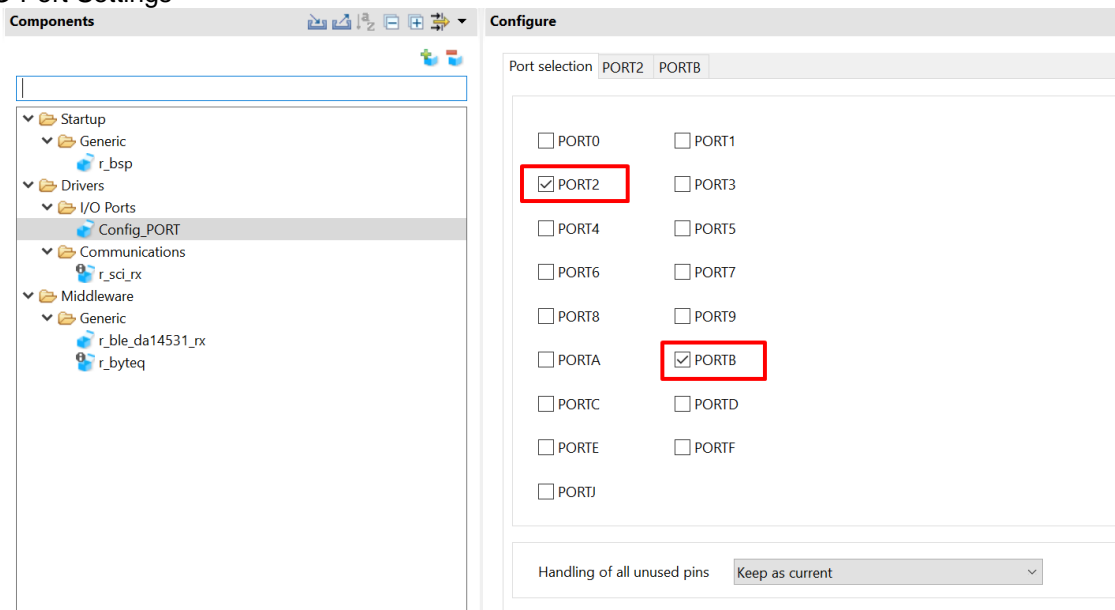 Port Settings
Components
Configure
Port selection PORT2 PORTB
Startup
Generic
r_bsp
Drivers
I/O Ports
Config_PORT
Communications
r_sci_rx
Middleware
Generic
r_ble_da14531_rx
r_byteq
PORT0 PORT1
PORT2 PORT3
PORT4 PORT5
PORT6 PORT7
PORT8 PORT9
PORTA PORTB
PORTC PORTD
PORTE PORTF
PORTJ
Handling of all unused pins Keep as current